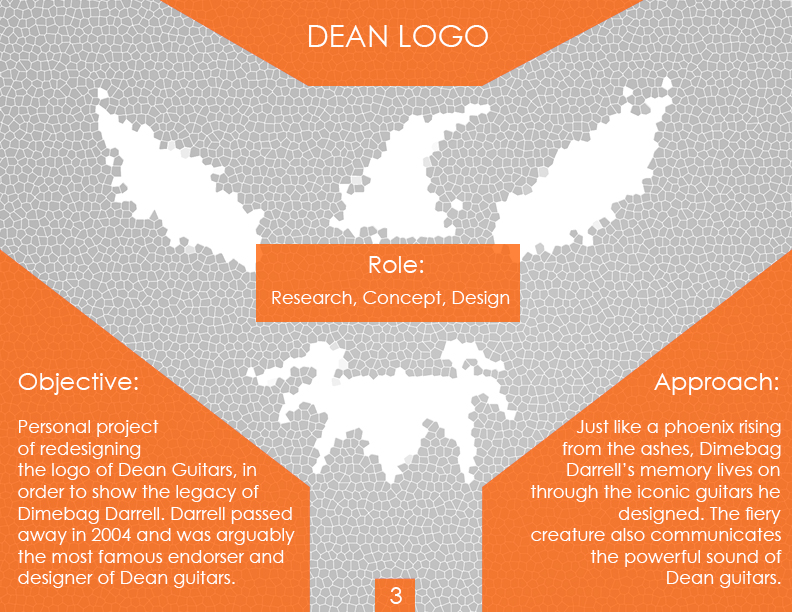 DEAN LOGO
Role:
Research, Concept, Design
Objective:
Personal project
of redesigning
the logo of Dean Guitars, in
order to show the legacy of
Dimebag Darrell. Darrell passed
away in 2004 and was arguably
the most famous endorser and
designer of Dean guitars.
Approach:
Just like a phoenix rising
from the ashes, Dimebag
Darrell’s memory lives on
through the iconic guitars he
designed. The fiery
creature also communicates
the powerful sound of
Dean guitars.
3